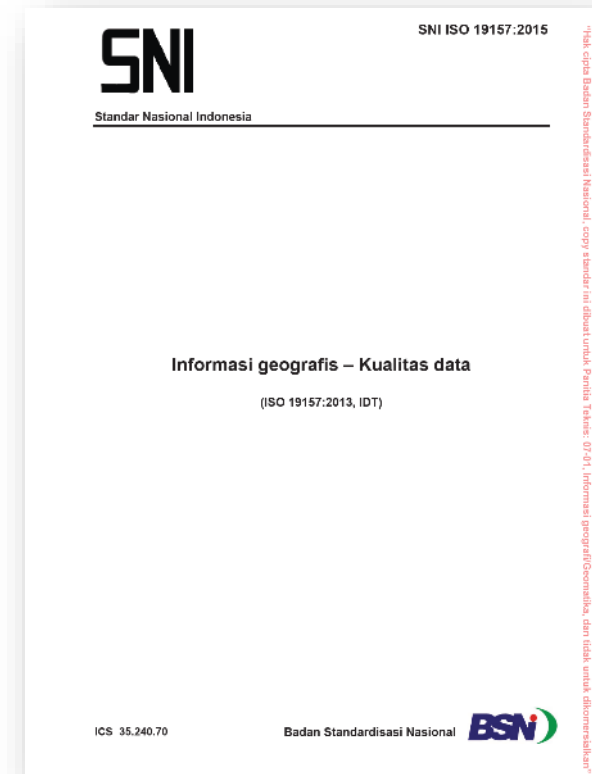 SNI
SNI ISO 19157:2015
Standar Nasional Indonesia
Informasi geografis – Kualitas data
(ISO 19157:2013, IDT)
ICS 35.240.70
Badan Standardisasi Nasional
BSN
"Hak cipta Badan Standardisasi Nasional, copy standar ini dibuat untuk Panitia Teknis: 07-01, Informasi geografi/Geomatika, dan tidak untuk dikomersialkan"